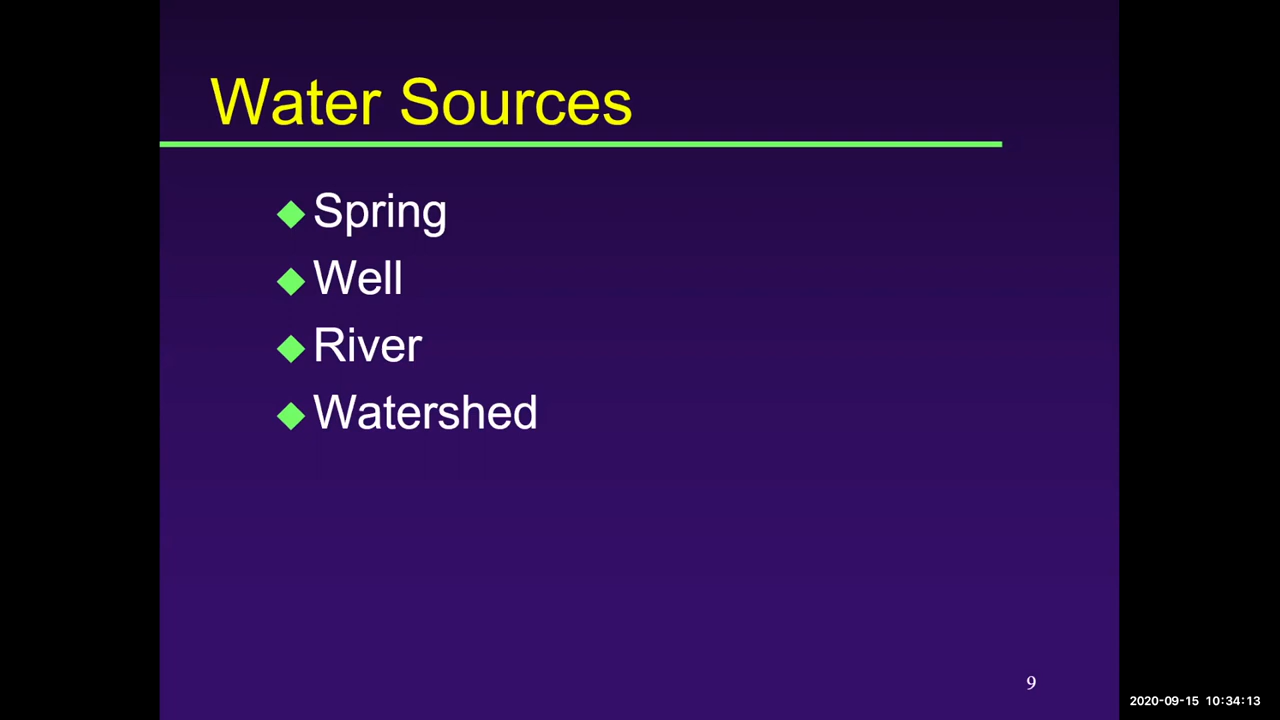 Water Sources
Spring
Well
River
Watershed
9
2020-09-15 10:34:13